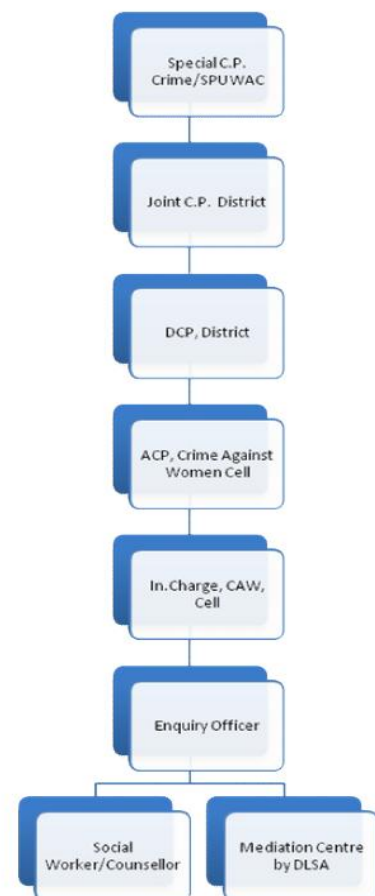 Special C.P.
Crime/SPUWAC
Joint C.P. District
DCP, District
ACP, Crime Against
Women Cell
In.Charge, CAW,
Cell
Enquiry Officer
Social
Worker/Counsellor
Mediation Centre
by DLSA